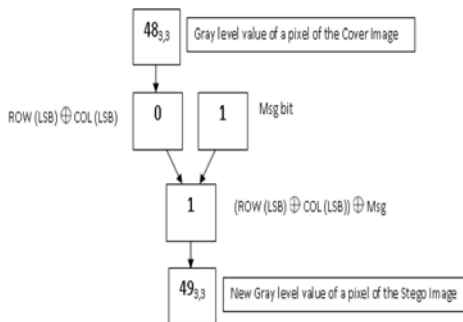 48₃,₃ Gray level value of a pixel of the Cover Image
ROW (LSB) ⊕ COL (LSB) 0 1 Msg bit
1 (ROW (LSB) ⊕ COL (LSB)) ⊕ Msg
49₃,₃ New Gray level value of a pixel of the Stego Image